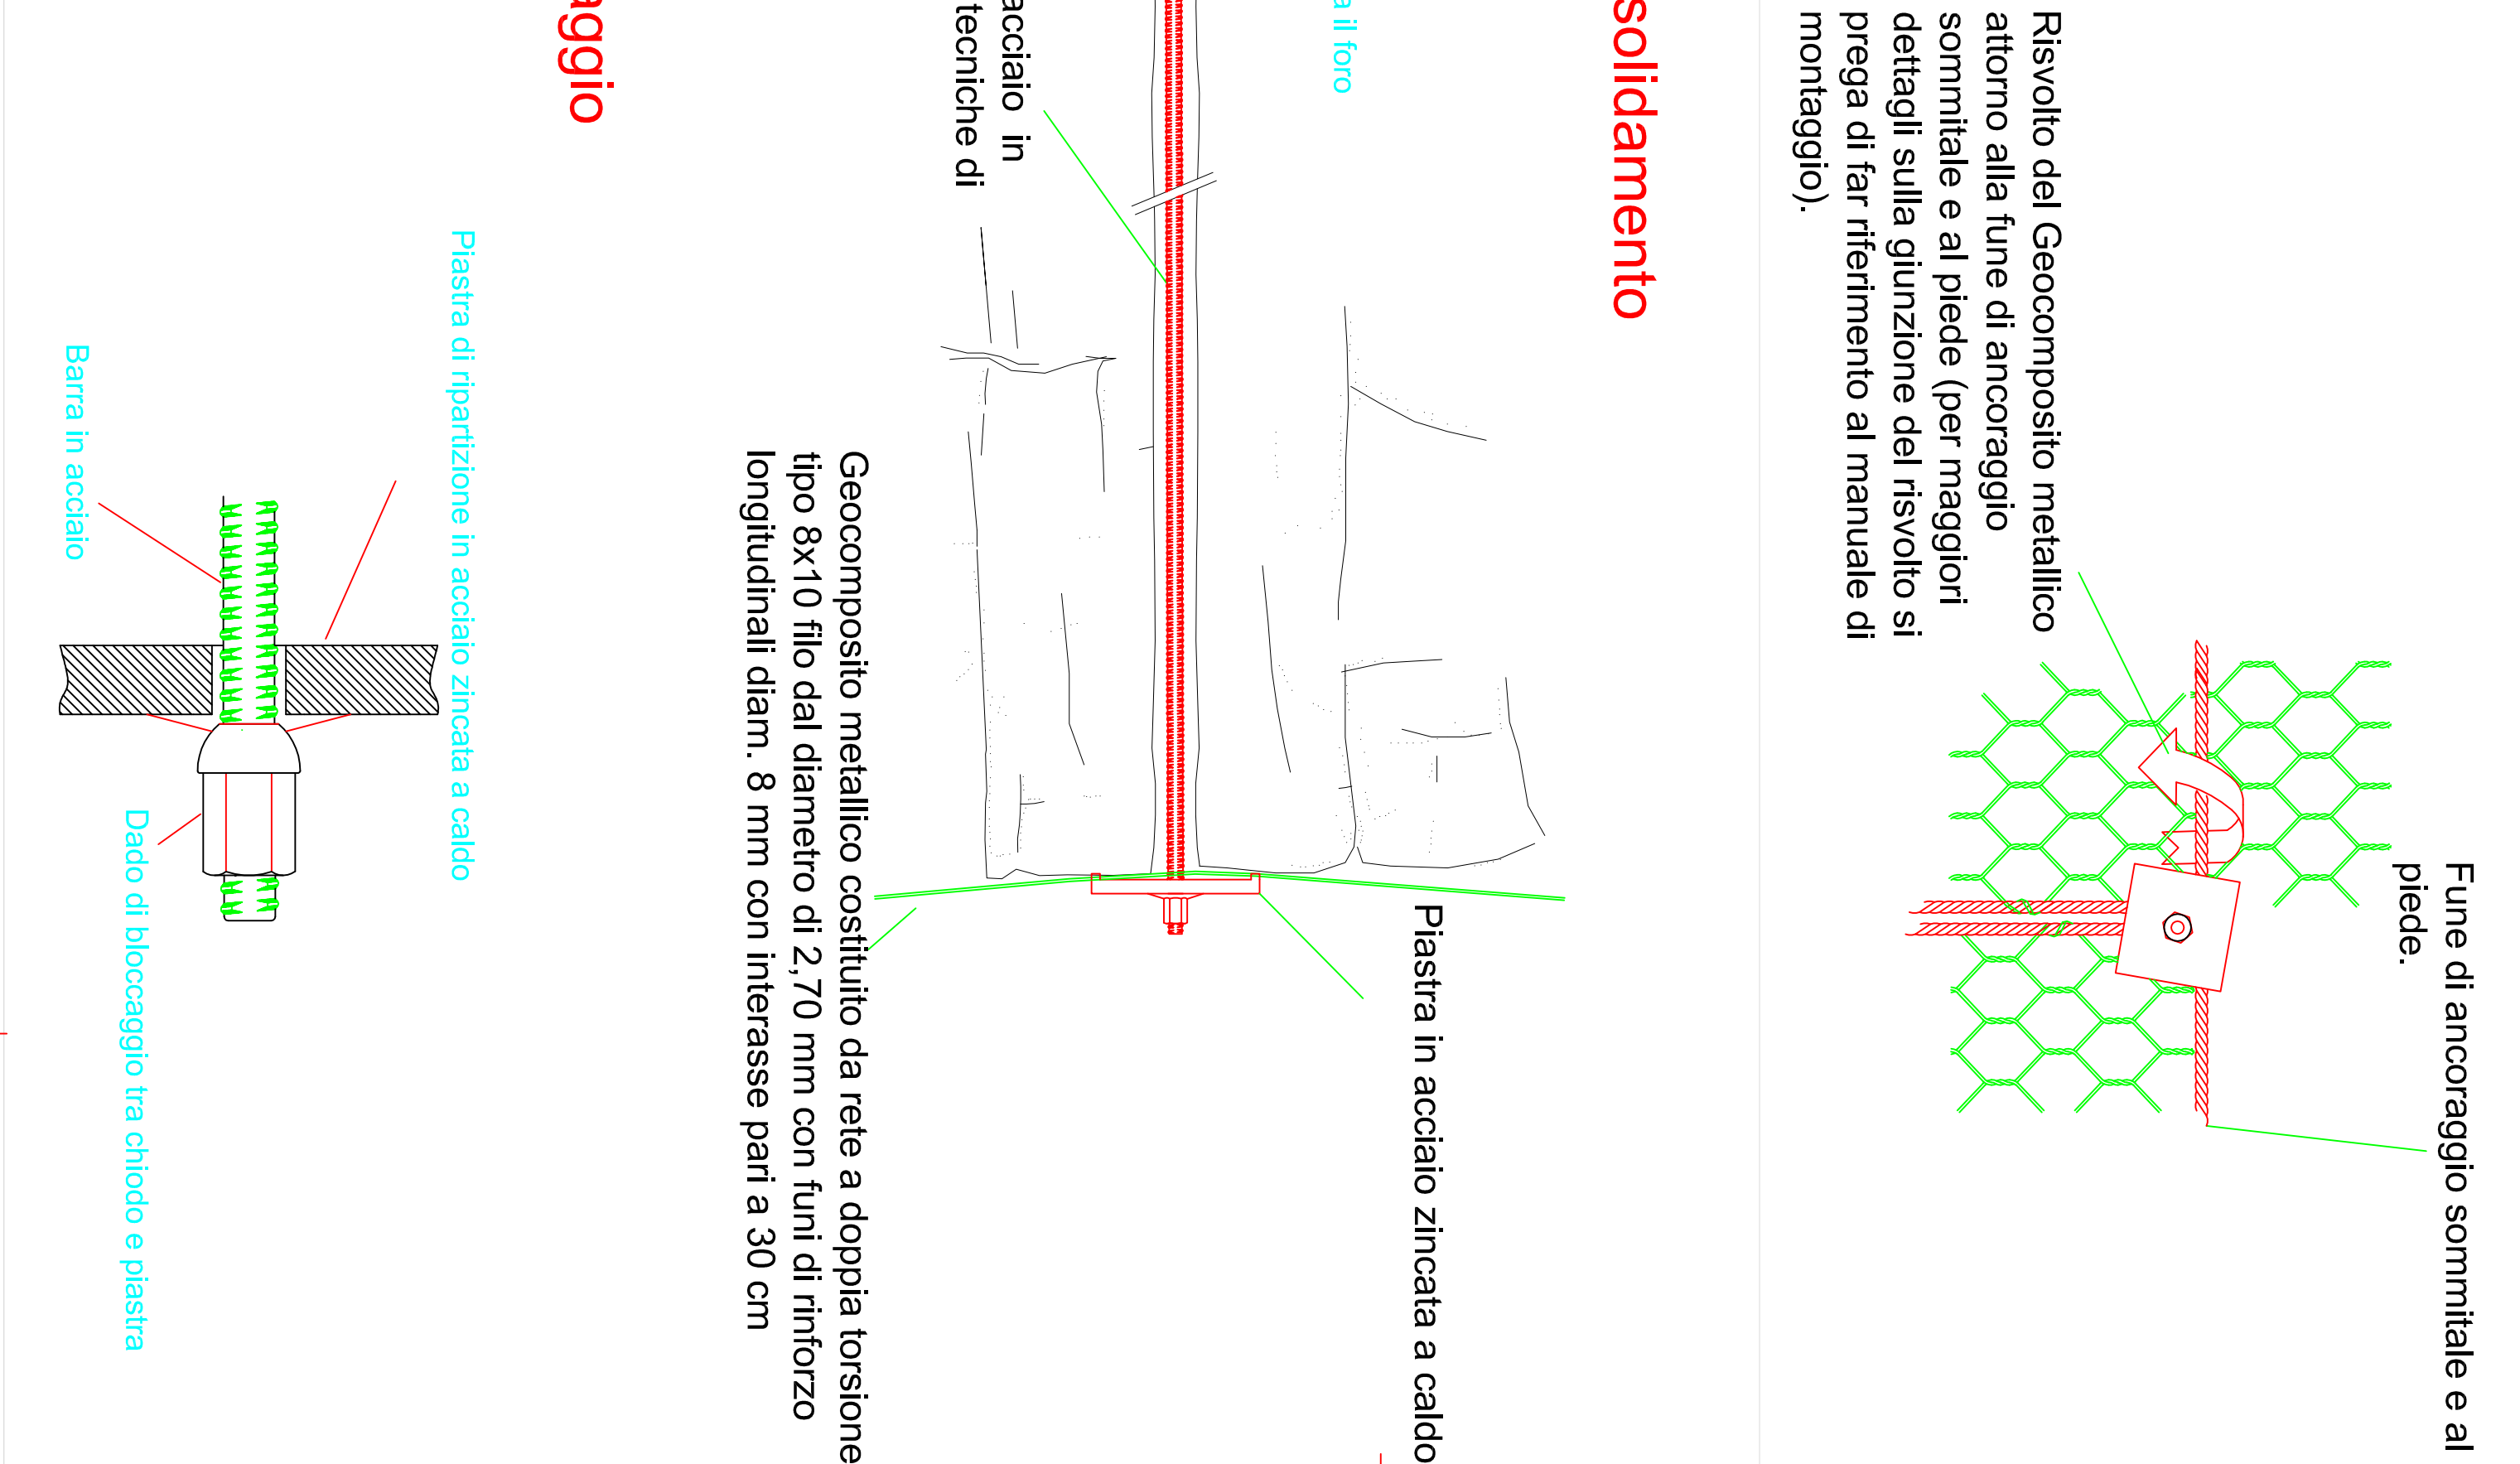 Fune di ancoraggio sommitale e al
piede.
Risvolto del Geocomposito metallico
attorno alla fune di ancoraggio
sommitale e al piede (per maggiori
dettagli sulla giunzione del risvolto si
prega di far riferimento al manuale di
montaggio).
solidamento
a il foro
Piastra in acciaio zincata a caldo
acciaio in
tecniche di
Geocomposito metallico costituito da rete a doppia torsione
tipo 8x10 filo dal diametro di 2,70 mm con funi di rinforzo
longitudinali diam. 8 mm con interasse pari a 30 cm
aggio
Piastra di ripartizione in acciaio zincata a caldo
Dado di bloccaggio tra chiodo e piastra
Barra in acciaio